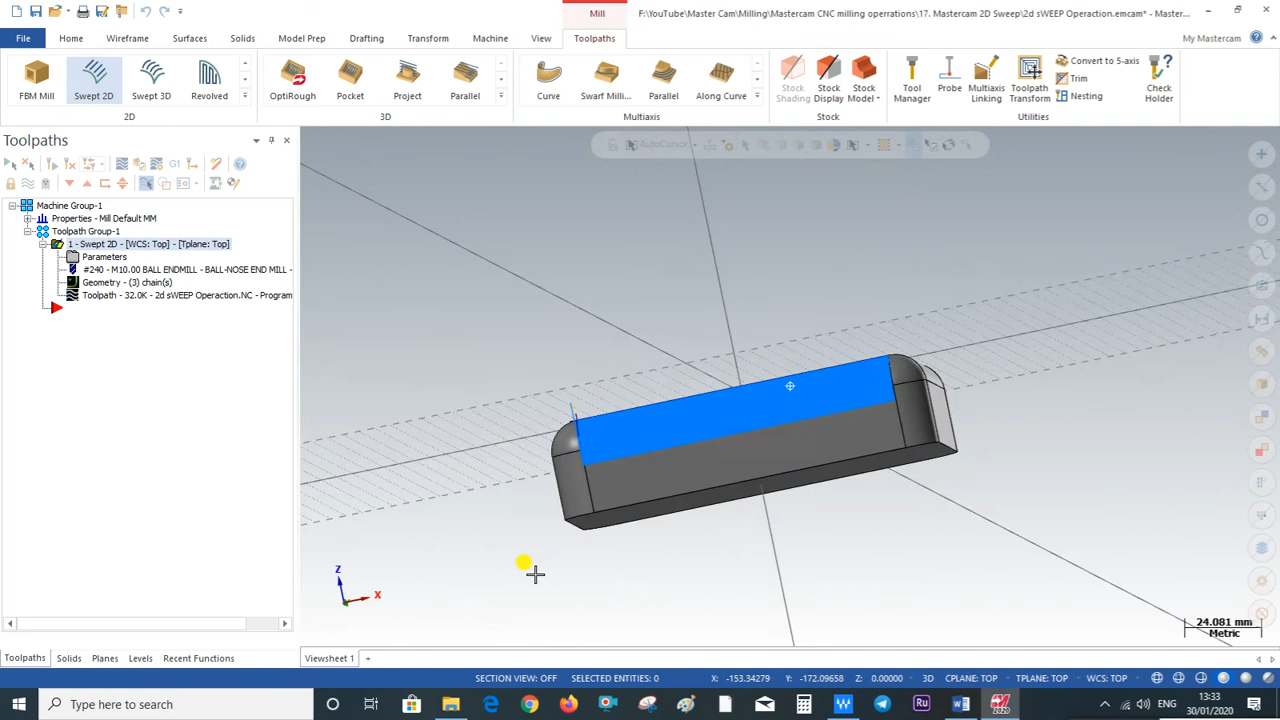 Mill
F:\YouTube\Master Cam\Milling\Mastercam CNC milling operrations\17. Mastercam 2D Sweep\2d sWEEP Operaction.emcam* - Master...
File Home Wireframe Surfaces Solids Model Prep Drafting Transform Machine View Toolpaths My Mastercam
FBM Mill Swept 2D Swept 3D Revolved OptiRough Pocket Project Parallel Curve Swarf Milli... Parallel Along Curve Stock Shading Stock Display Stock Model Tool Manager Probe Multiaxis Linking Toolpath Transform Convert to 5-axis Trim Nesting Check Holder
2D 3D Multiaxis Stock Utilities
Toolpaths
AutoCursor
G1
Machine Group-1
Properties - Mill Default MM
Toolpath Group-1
1 - Swept 2D - [WCS: Top] - [Tplane: Top]
Parameters
#240 - M10.00 BALL ENDMILL - BALL-NOSE END MILL -
Geometry - (3) chain(s)
Toolpath - 32.0K - 2d sWEEP Operation.NC - Program
Z
X
24.081 mm
Metric
Toolpaths Solids Planes Levels Recent Functions Viewsheet 1 +
SECTION VIEW: OFF SELECTED ENTITIES: 0 X: -153.34279 Y: -172.09658 Z: 0.00000 3D CPLANE: TOP TPLANE: TOP WCS: TOP
Type here to search
Ru
W
2020
ENG
13:33
30/01/2020